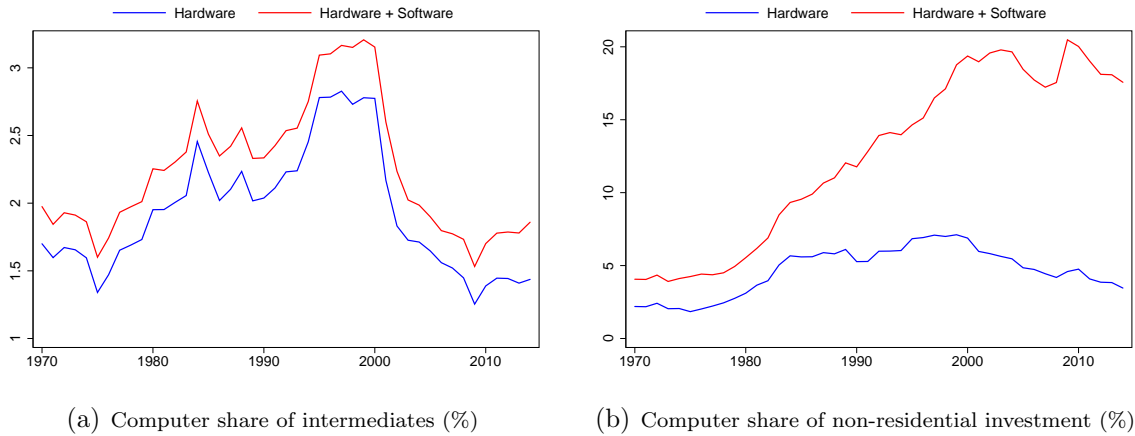 Hardware Hardware + Software
3
2.5
2
1.5
1
1970 1980 1990 2000 2010
(a) Computer share of intermediates (%)
Hardware Hardware + Software
20
15
10
5
0
1970 1980 1990 2000 2010
(b) Computer share of non-residential investment (%)